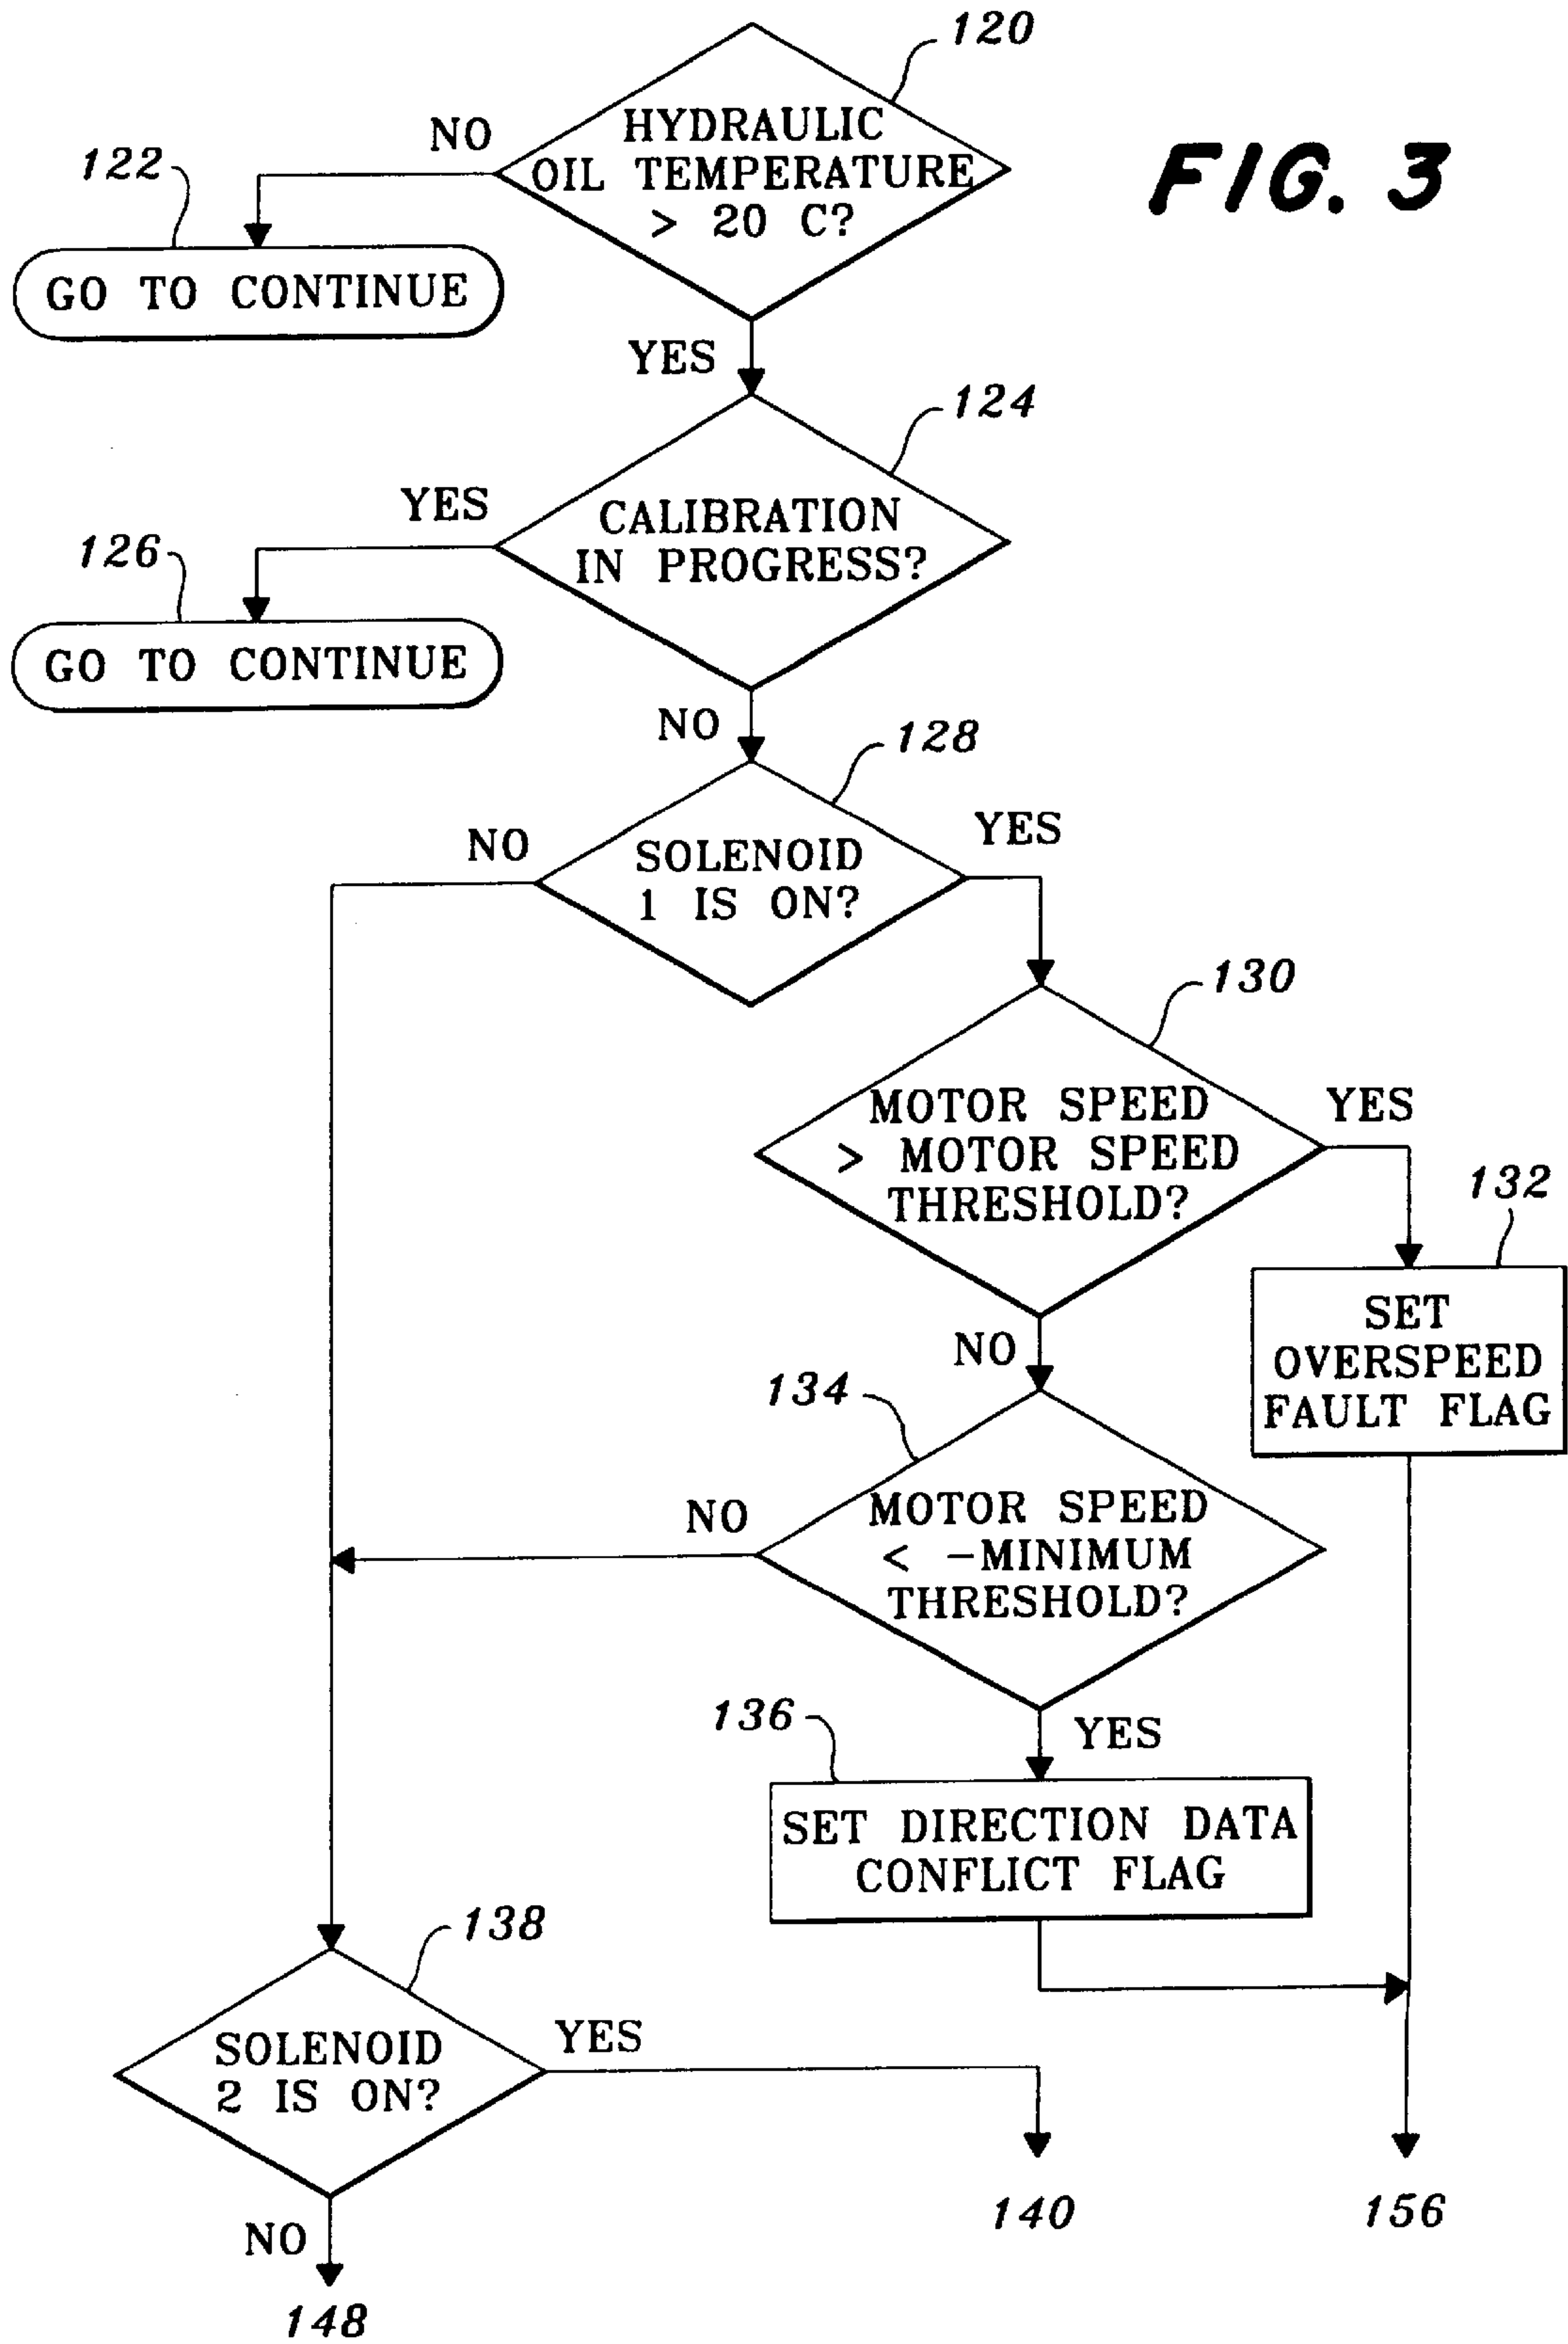 120
HYDRAULIC
OIL TEMPERATURE
> 20 C?
FIG. 3
NO
122
GO TO CONTINUE
YES
124
CALIBRATION
IN PROGRESS?
YES
126
GO TO CONTINUE
NO
128
SOLENOID
1 IS ON?
NO
YES
130
MOTOR SPEED
> MOTOR SPEED
THRESHOLD?
YES
132
SET
OVERSPEED
FAULT FLAG
NO
134
MOTOR SPEED
< -MINIMUM
THRESHOLD?
NO
YES
136
SET DIRECTION DATA
CONFLICT FLAG
138
SOLENOID
2 IS ON?
YES
140
156
NO
148